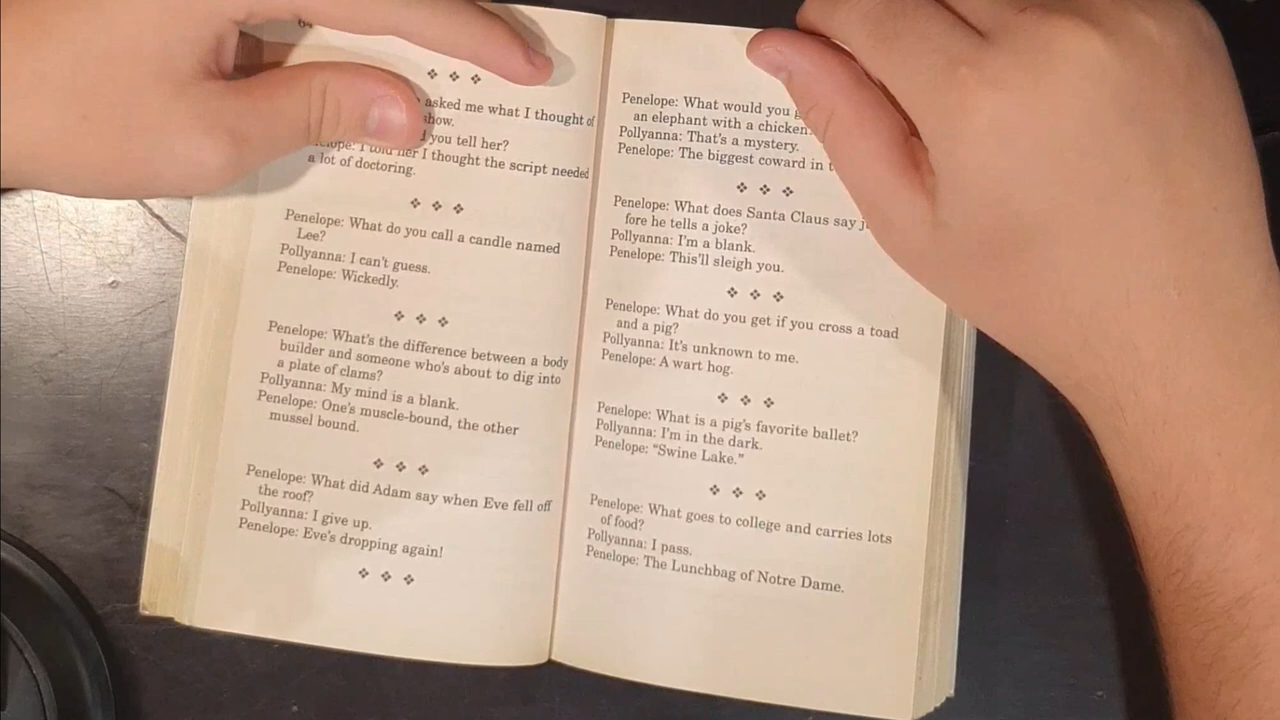 ❖ ❖ ❖
asked me what I thought of
show.
you tell her?
I told her I thought the script needed
a lot of doctoring.
❖ ❖ ❖
Penelope: What do you call a candle named
Lee?
Pollyanna: I can't guess.
Penelope: Wickedly.
❖ ❖ ❖
Penelope: What's the difference between a body
builder and someone who's about to dig into
a plate of clams?
Pollyanna: My mind is a blank.
Penelope: One's muscle-bound, the other
mussel bound.
❖ ❖ ❖
Penelope: What did Adam say when Eve fell off
the roof?
Pollyanna: I give up.
Penelope: Eve's dropping again!
❖ ❖ ❖
Penelope: What would you
an elephant with a chicken
Pollyanna: That's a mystery.
Penelope: The biggest coward in
❖ ❖ ❖
Penelope: What does Santa Claus say
fore he tells a joke?
Pollyanna: I'm a blank.
Penelope: This'll sleigh you.
❖ ❖ ❖
Penelope: What do you get if you cross a toad
and a pig?
Pollyanna: It's unknown to me.
Penelope: A wart hog.
❖ ❖ ❖
Penelope: What is a pig's favorite ballet?
Pollyanna: I'm in the dark.
Penelope: "Swine Lake."
❖ ❖ ❖
Penelope: What goes to college and carries lots
of food?
Pollyanna: I pass.
Penelope: The Lunchbag of Notre Dame.